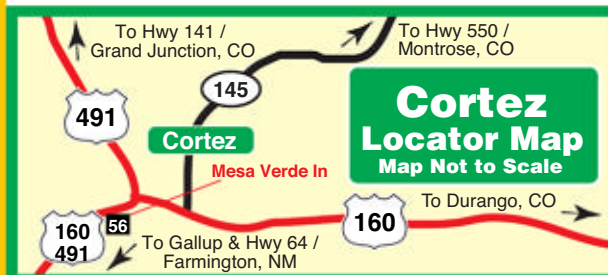 To Hwy 141 /
Grand Junction, CO
To Hwy 550 /
Montrose, CO
145
491
Cortez
Locator Map
Map Not to Scale
Cortez
Mesa Verde In
To Durango, CO
56
160
491
160
To Gallup & Hwy 64 /
Farmington, NM